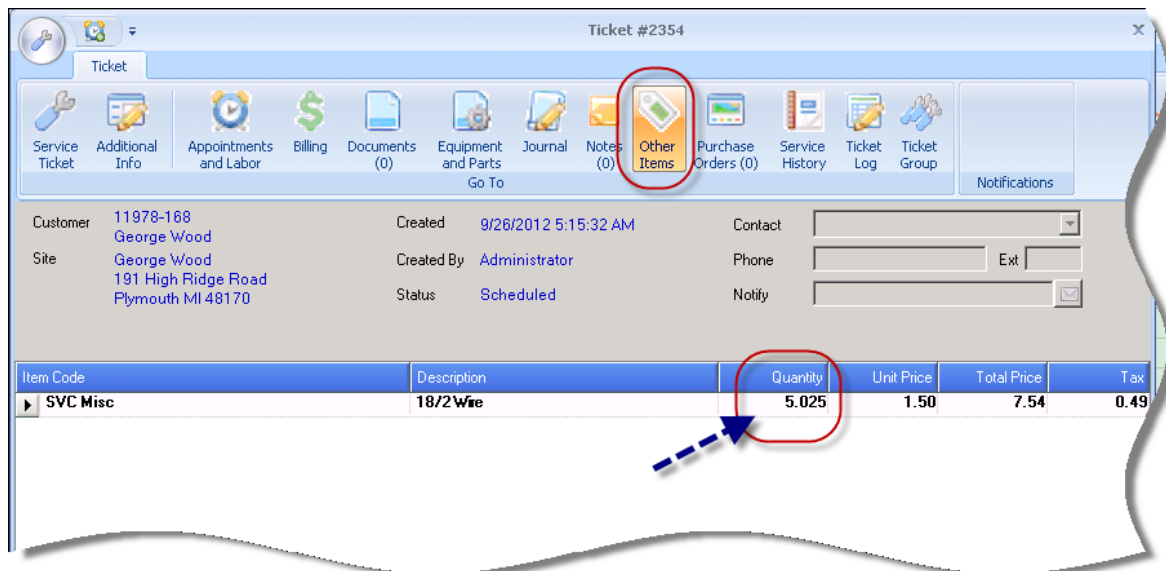 Ticket #2354
Ticket
Service Ticket
Additional Info
Appointments and Labor
Billing
Documents (0)
Equipment and Parts
Journal
Notes (0)
Other Items
Purchase Orders (0)
Service History
Ticket Log
Ticket Group
Go To
Notifications
Customer 11978-168 Created 9/26/2012 5:15:32 AM Contact
George Wood
Site George Wood Created By Administrator Phone Ext
191 High Ridge Road
Plymouth MI 48170 Status Scheduled Notify
Item Code Description Quantity Unit Price Total Price Tax
SVC Misc 18/2 Wire 5.025 1.50 7.54 0.49